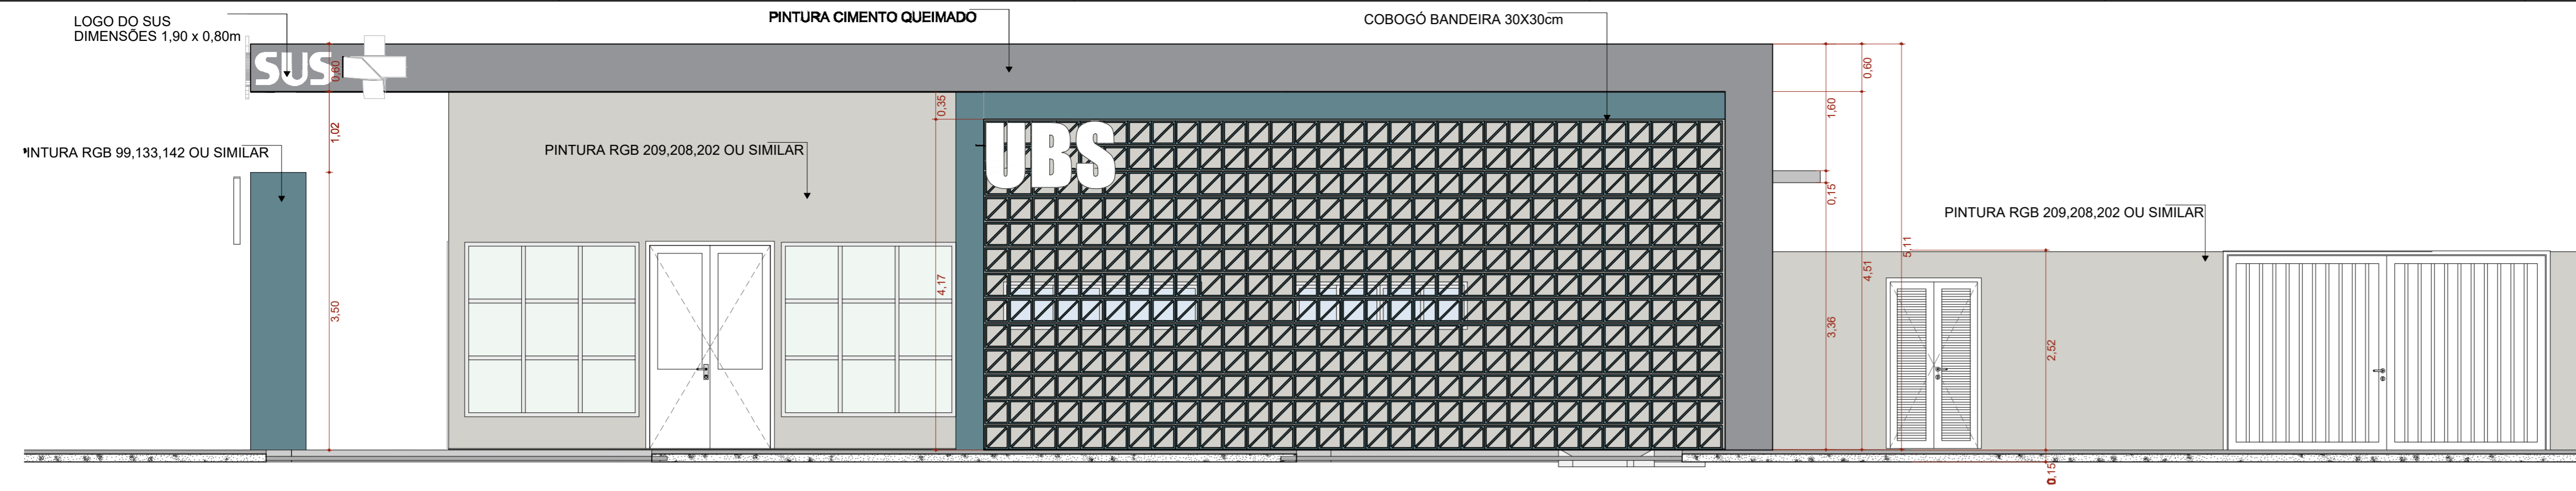 LOGO DO SUS
DIMENSÕES 1,90 x 0,80m
PINTURA CIMENTO QUEIMADO
COBOGÓ BANDEIRA 30X30cm
SUS
0,60
0,60
0,35
1,60
1,02
UBS
PINTURA RGB 99,133,142 OU SIMILAR
PINTURA RGB 209,208,202 OU SIMILAR
0,15
PINTURA RGB 209,208,202 OU SIMILAR
5,11
4,51
4,17
3,50
3,36
2,52
0,15